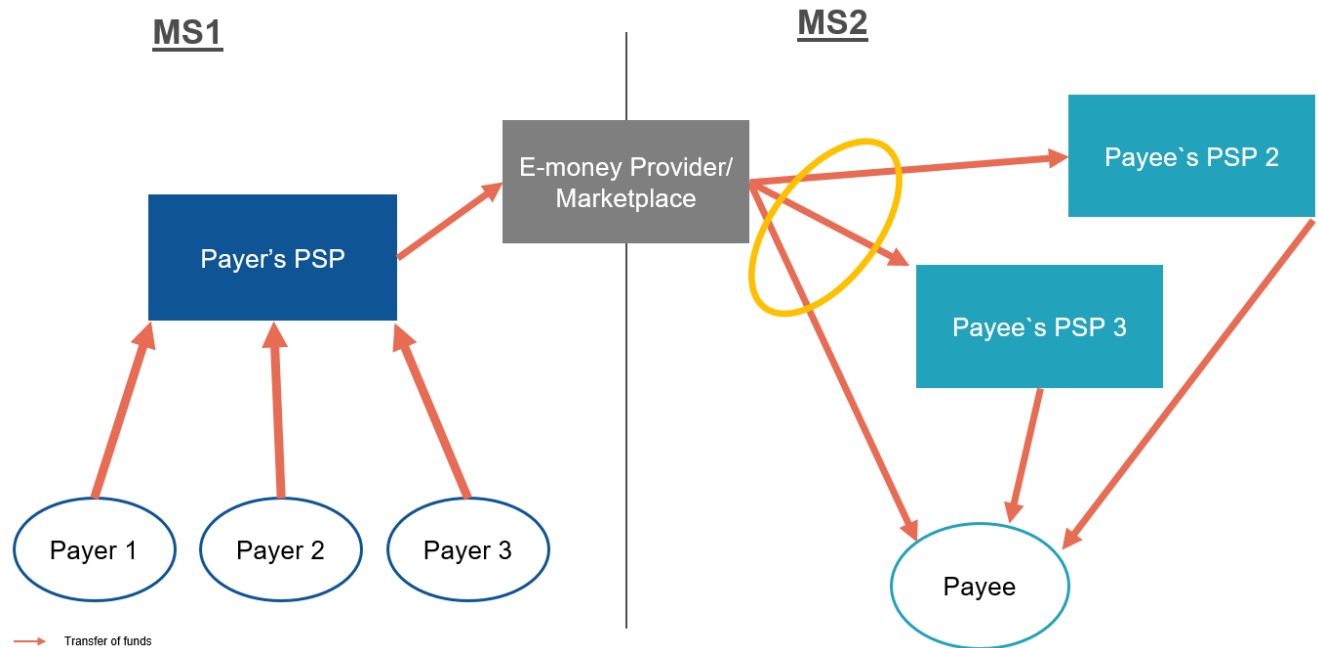 MS1
MS2
E-money Provider/
Marketplace
Payee`s PSP 2
Payer’s PSP
Payee`s PSP 3
Payer 1
Payer 2
Payer 3
Payee
Transfer of funds